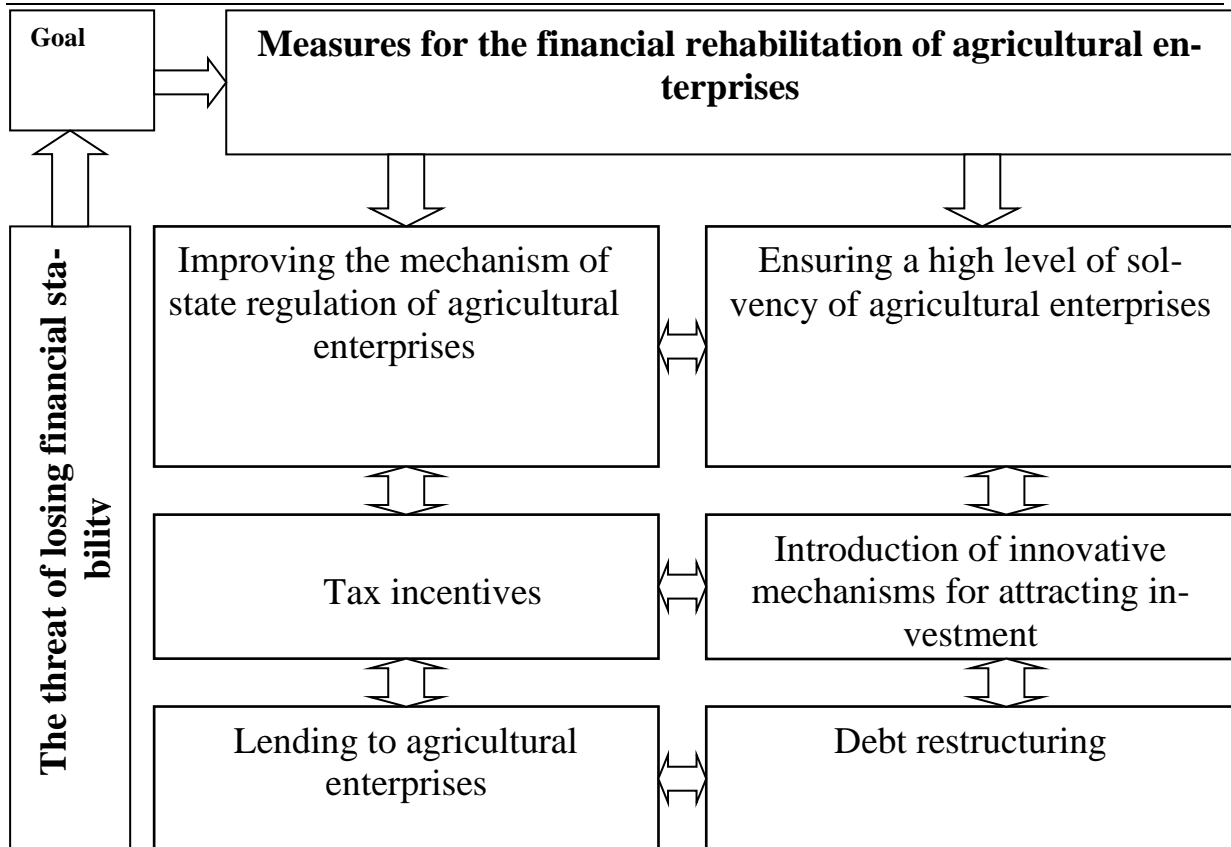 Goal
Measures for the financial rehabilitation of agricultural en-
terprises
The threat of losing financial sta-
bility
Improving the mechanism of
state regulation of agricultural
enterprises
Ensuring a high level of sol-
vency of agricultural enterprises
Tax incentives
Introduction of innovative
mechanisms for attracting in-
vestment
Lending to agricultural
enterprises
Debt restructuring